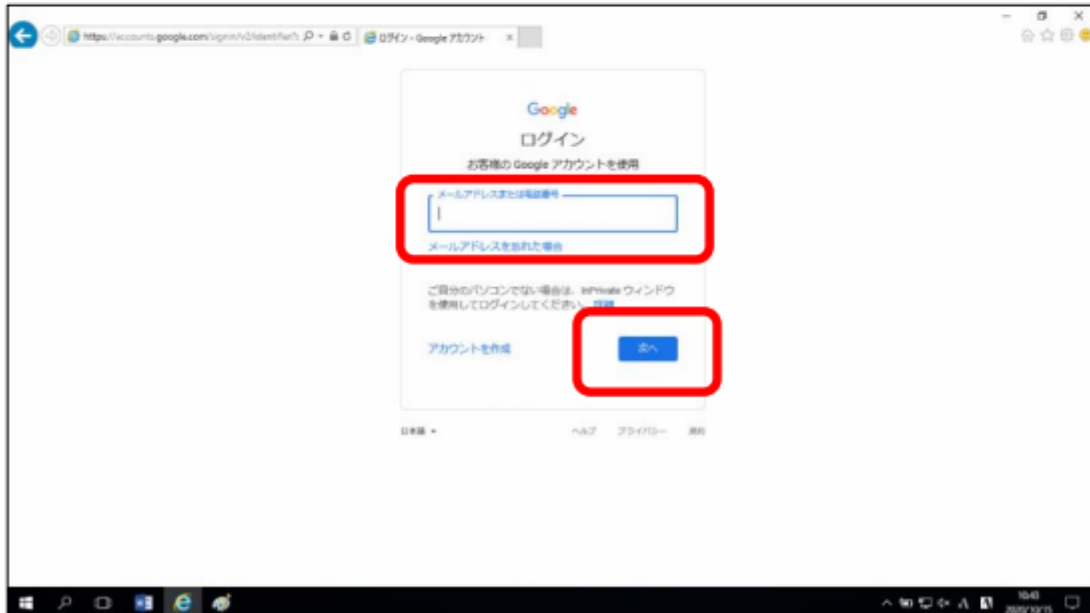 https://accounts.google.com/signin/v2/identifier?
ログイン - Google アカウント
Google
ログイン
お客様の Google アカウントを使用
メールアドレスまたは電話番号
メールアドレスを忘れた場合
ご自分のパソコンでない場合は、InPrivate ウィンドウ
を使用してログインしてください。 詳細
アカウントを作成
次へ
日本語
ヘルプ プライバシー 規約
10:43
2020/10/15